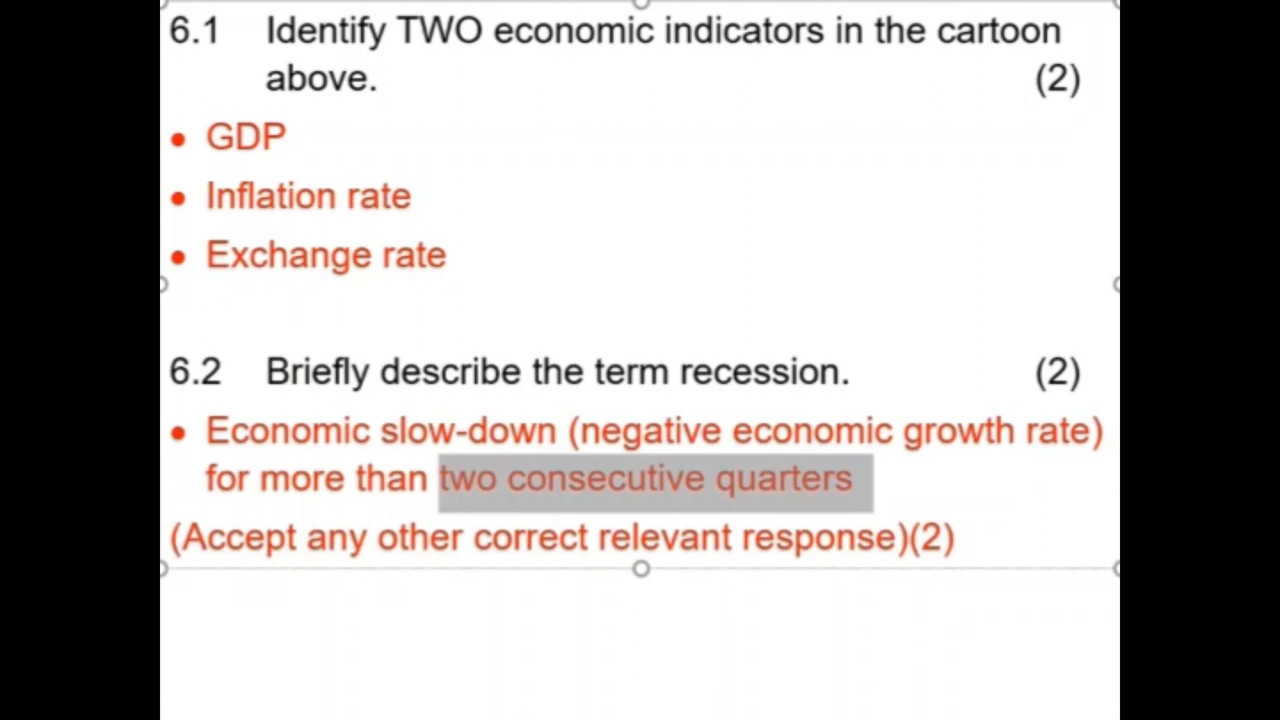 6.1 Identify TWO economic indicators in the cartoon
above. (2)
• GDP
• Inflation rate
• Exchange rate
6.2 Briefly describe the term recession. (2)
• Economic slow-down (negative economic growth rate)
for more than two consecutive quarters
(Accept any other correct relevant response)(2)